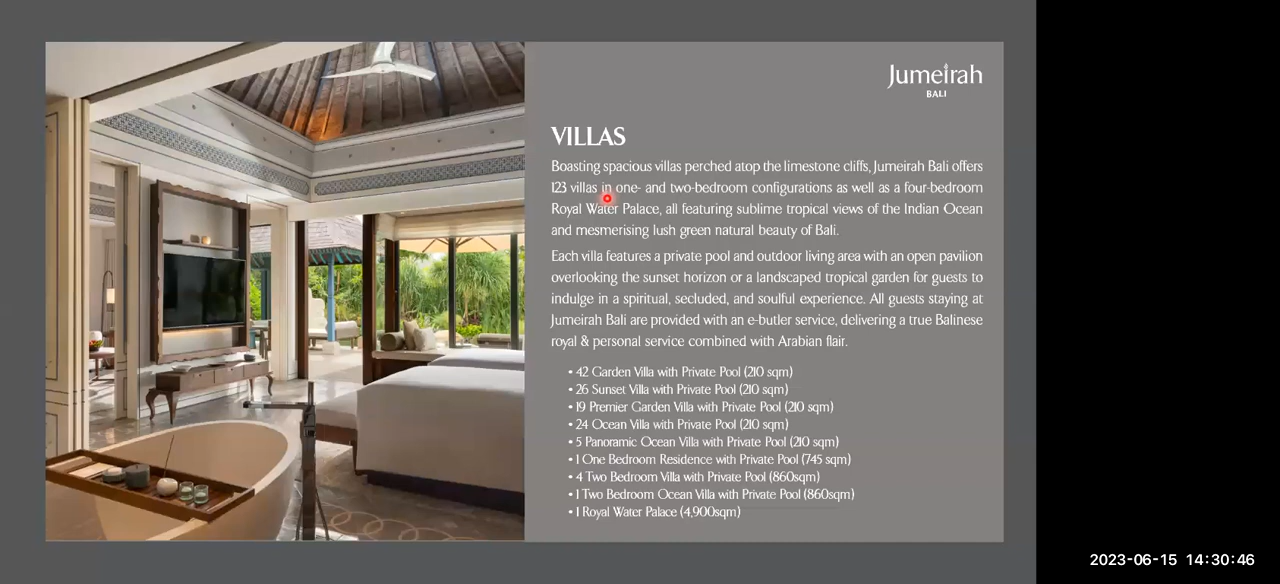 Jumeirah
BALI
VILLAS
Boasting spacious villas perched atop the limestone cliffs, Jumeirah Bali offers
123 villas in one- and two-bedroom configurations as well as a four-bedroom
Royal Water Palace, all featuring sublime tropical views of the Indian Ocean
and mesmerising lush green natural beauty of Bali.
Each villa features a private pool and outdoor living area with an open pavilion
overlooking the sunset horizon or a landscaped tropical garden for guests to
indulge in a spiritual, secluded, and soulful experience. All guests staying at
Jumeirah Bali are provided with an e-butler service, delivering a true Balinese
royal & personal service combined with Arabian flair.
• 42 Garden Villa with Private Pool (210 sqm)
• 26 Sunset Villa with Private Pool (210 sqm)
• 19 Premier Garden Villa with Private Pool (210 sqm)
• 24 Ocean Villa with Private Pool (210 sqm)
• 5 Panoramic Ocean Villa with Private Pool (210 sqm)
• 1 One Bedroom Residence with Private Pool (745 sqm)
• 4 Two Bedroom Villa with Private Pool (860sqm)
• 1 Two Bedroom Ocean Villa with Private Pool (860sqm)
• 1 Royal Water Palace (4,900sqm)
2023-06-15 14:30:46